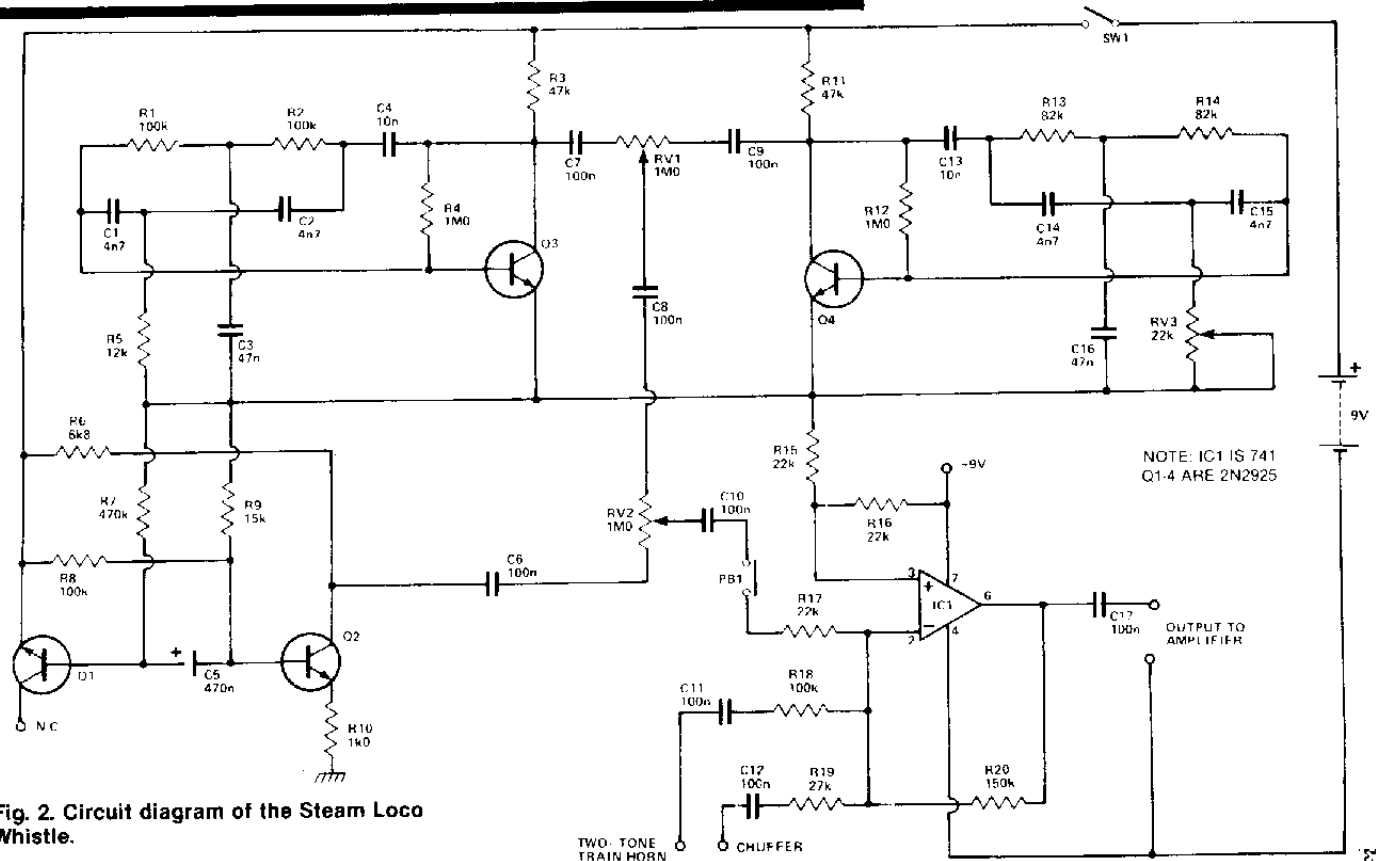 SW1
R3
47k
R11
47k
R1
100k
R2
100k
C4
10n
R13
82k
R14
82k
C7
100n
RV1
1M0
C9
100n
C13
10n
C1
4n7
C2
4n7
R4
1M0
R12
1M0
C14
4n7
C15
4n7
Q3
Q4
C8
100n
R5
12k
C3
47n
C16
47n
RV3
22k
+
9V
R6
6k8
R15
22k
-9V
NOTE: IC1 IS 741
Q1-4 ARE 2N2925
R7
470k
R9
15k
RV2
1M0
C10
100n
R16
22k
R8
100k
C6
100n
PB1
R17
22k
3
+
7
IC1
6
2
−
4
C17
100n
OUTPUT TO
AMPLIFIER
Q1
+
C5
470n
Q2
C11
100n
R18
100k
N C
R10
1k0
C12
100n
R19
27k
R20
150k
Fig. 2. Circuit diagram of the Steam Loco
Whistle.
TWO-TONE
TRAIN HORN
CHUFFER